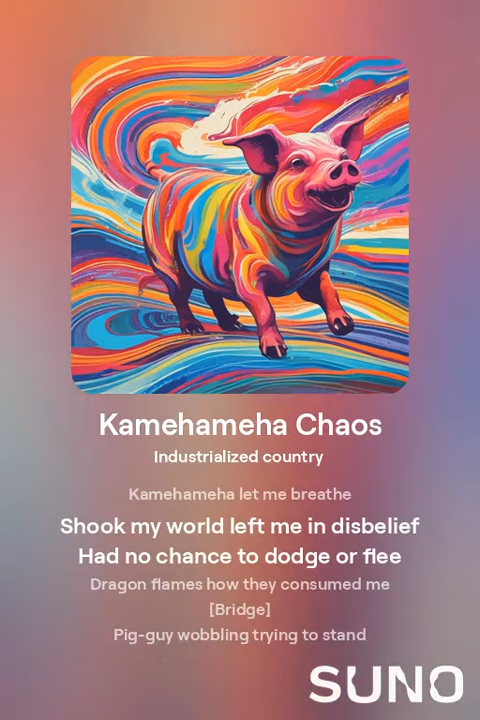 Kamehameha Chaos
Industrialized country
Kamehameha let me breathe
Shook my world left me in disbelief
Had no chance to dodge or flee
Dragon flames how they consumed me
[Bridge]
Pig-guy wobbling trying to stand
SUNO